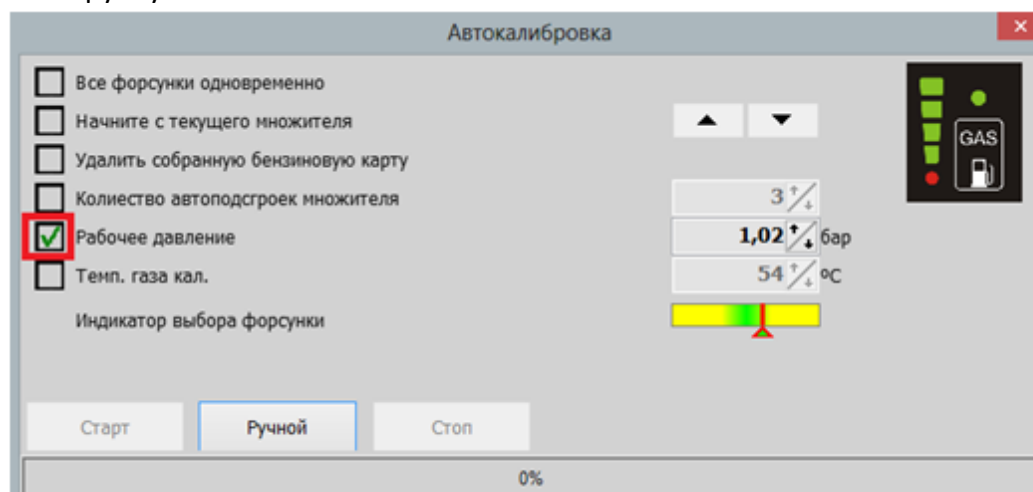 Автокалибровка
Все форсунки одновременно
Начните с текущего множителя
GAS
Удалить собранную бензиновую карту
Колиество автоподсгроек множителя 3
Рабочее давление 1,02 бар
Темп. газа кал. 54 ºC
Индикатор выбора форсунки
Старт Ручной Стоп
0%